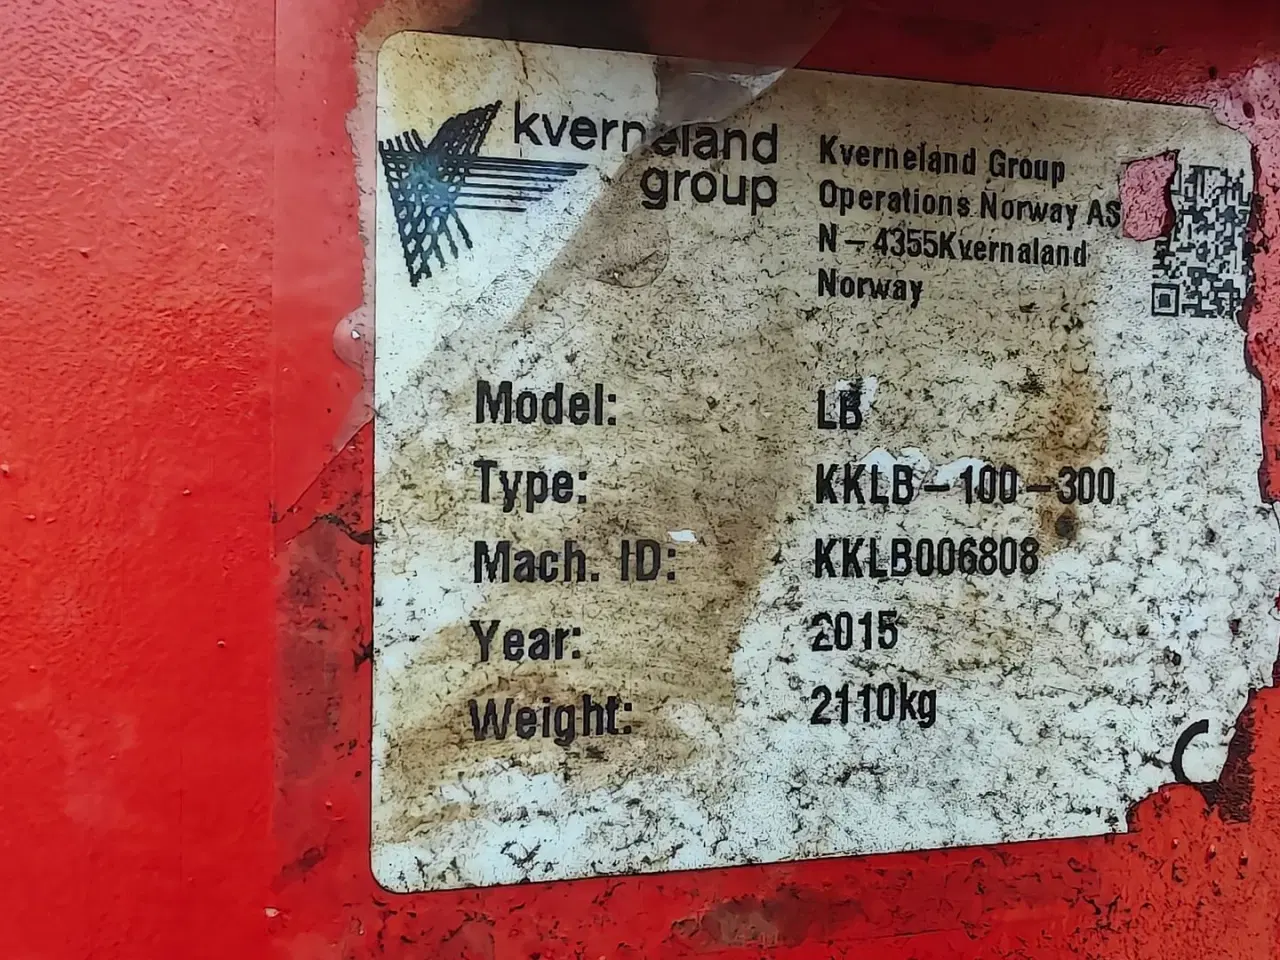 kverneland
group
Kverneland Group
Operations Norway AS
N - 4355Kvernaland
Norway
Model: LB
Type: KKLB-100-300
Mach. ID: KKLB006808
Year: 2015
Weight: 2110kg